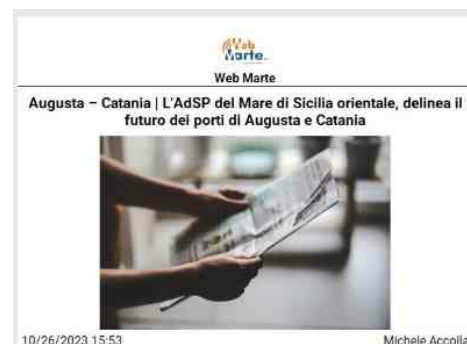 Web
Marte
Web Marte
Augusta – Catania | L'AdSP del Mare di Sicilia orientale, delinea il
futuro dei porti di Augusta e Catania
10/26/2023 15:53
Michele Accolla